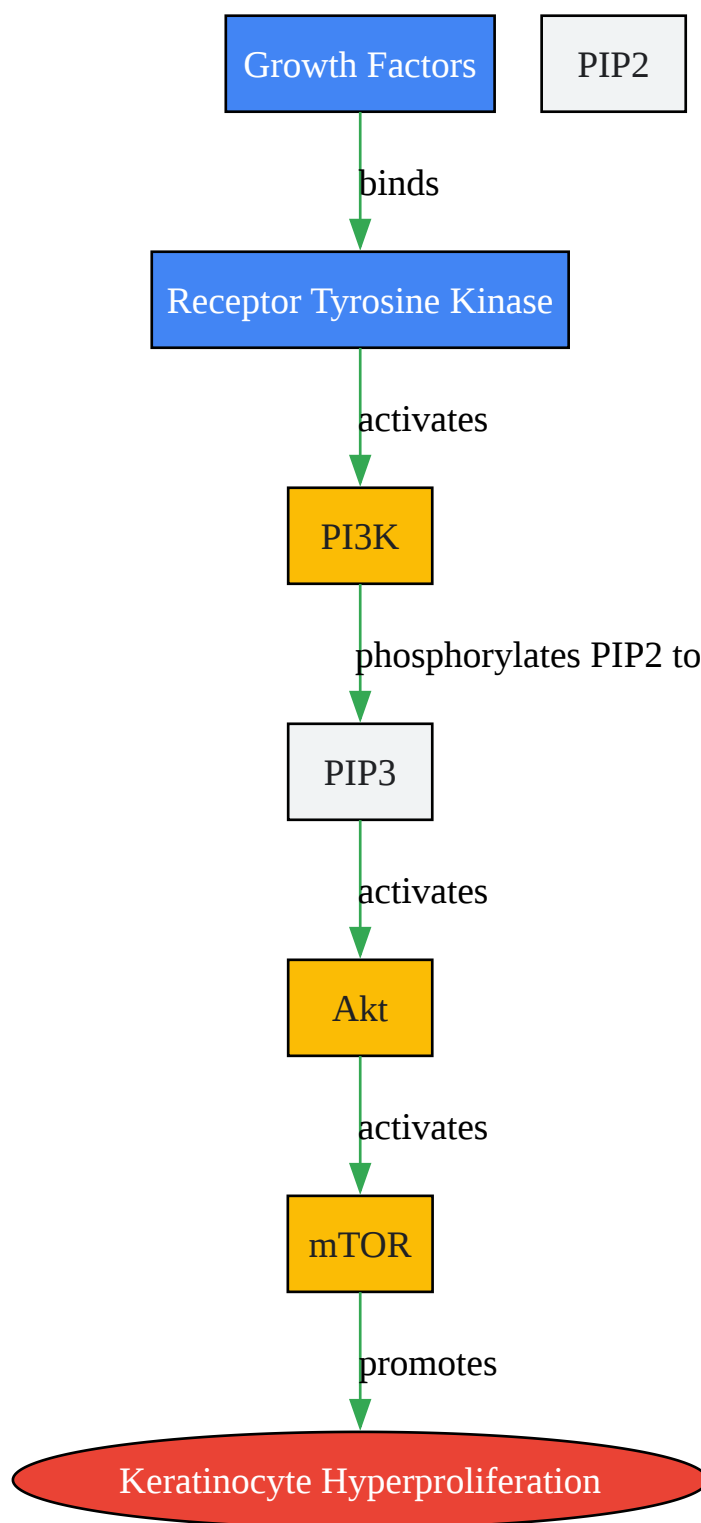 Growth Factors
PIP2
binds
Receptor Tyrosine Kinase
activates
PI3K
phosphorylates PIP2 to
PIP3
activates
Akt
activates
mTOR
promotes
Keratinocyte Hyperproliferation